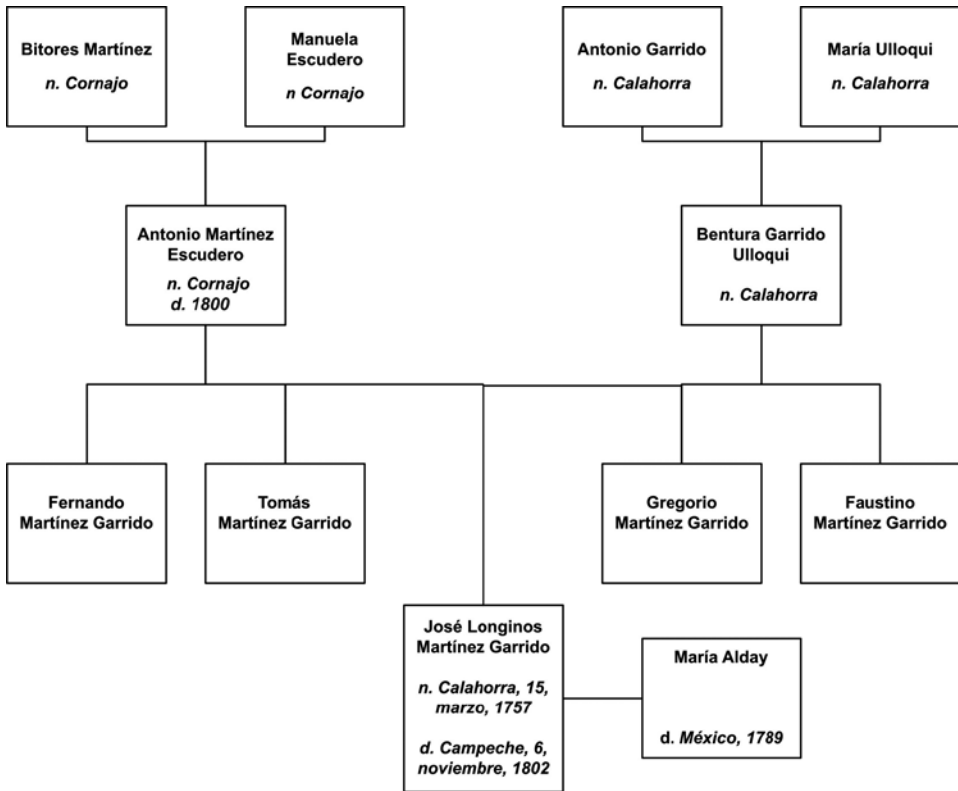 Bitores Martínez
n. Cornajo
Manuela
Escudero
n Cornajo
Antonio Garrido
n. Calahorra
María Ulloqui
n. Calahorra
Antonio Martínez
Escudero
n. Cornajo
d. 1800
Bentura Garrido
Ulloqui
n. Calahorra
Fernando
Martínez Garrido
Tomás
Martínez Garrido
Gregorio
Martínez Garrido
Faustino
Martínez Garrido
José Longinos
Martínez Garrido
n. Calahorra, 15,
marzo, 1757
d. Campeche, 6,
noviembre, 1802
María Alday
d. México, 1789